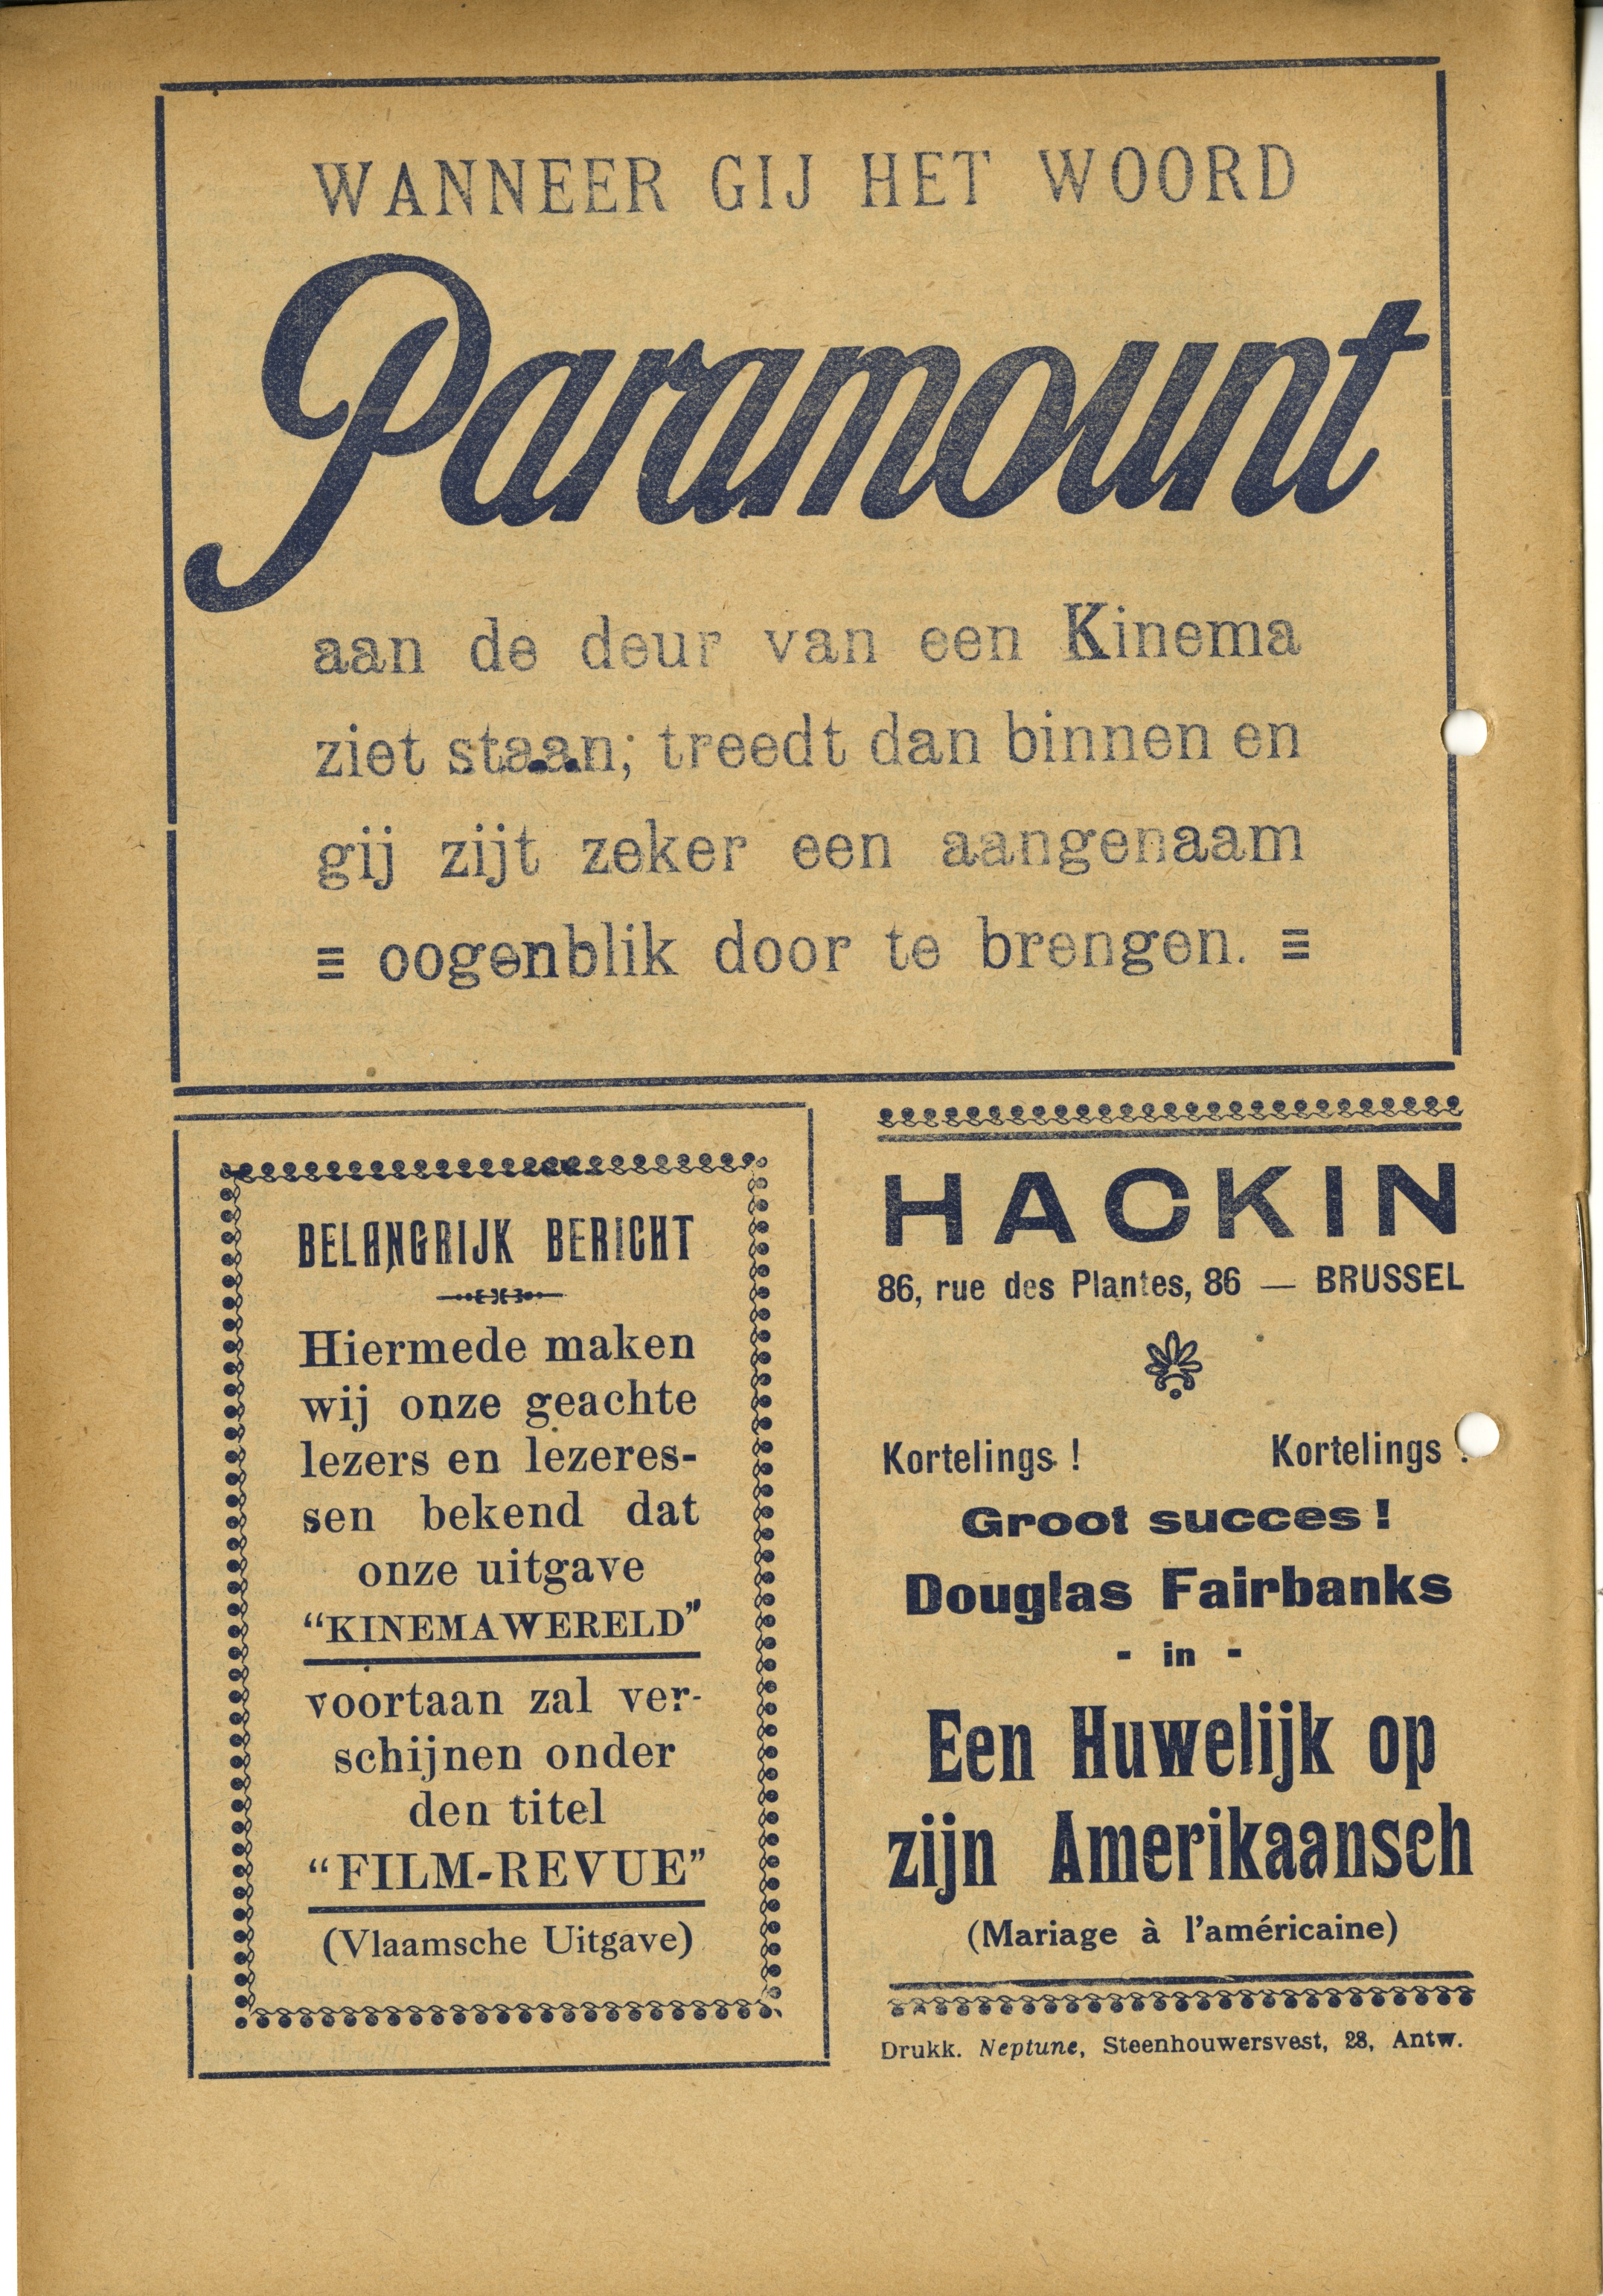 WANNEER GIJ HET WOORD
Paramount
aan de deur van een Kinema
ziet staan; treedt dan binnen en
gij zijt zeker een aangenaam
≡ oogenblik door te brengen. ≡
BELANGRIJK BERICHT
Hiermede maken
wij onze geachte
lezers en lezeres-
sen bekend dat
onze uitgave
“KINEMAWERELD”
voortaan zal ver-
schijnen onder
den titel
“FILM-REVUE”
(Vlaamsche Uitgave)
HACKIN
86, rue des Plantes, 86 — BRUSSEL
Kortelings ! Kortelings !
Groot succes !
Douglas Fairbanks
- in -
Een Huwelijk op
zijn Amerikaansch
(Mariage à l'américaine)
Drukk. Neptune, Steenhouwersvest, 28, Antw.